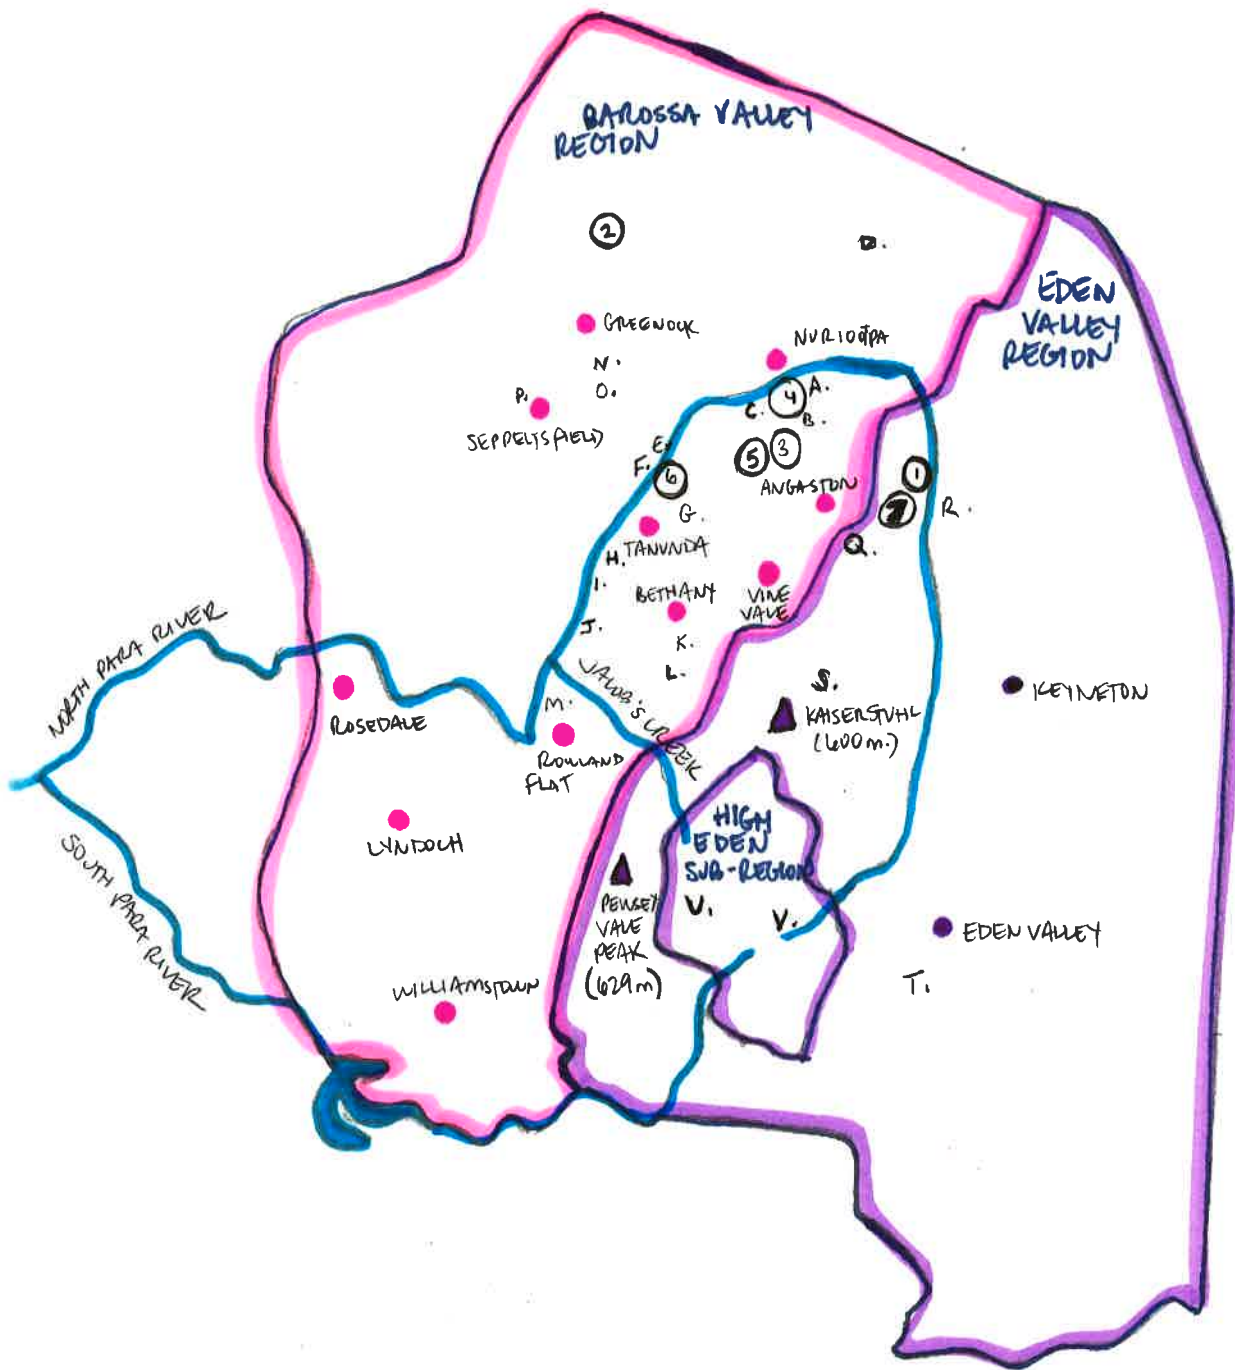 BAROSSA VALLEY
REGION
2
D.
EDEN
VALLEY
REGION
GREENOCK
NURIOOTPA
N.
O.
P.
4
A.
C.
B.
SEPPELTSFIELD
E.
F.
6
5
3
1
ANGASTON
G.
R.
TANUNDA
Q.
H.
I.
BETHANY
VINE
VALE
J.
K.
L.
NORTH PARA RIVER
JACOB'S CREEK
S.
KEYNETON
M.
KAISERSTUHL
(600m.)
ROSEDALE
ROWLAND
FLAT
HIGH
EDEN
SUB-REGION
LYNDOCH
SOUTH PARA RIVER
PEWSEY
VALE
PEAK
(629m)
U.
V.
EDEN VALLEY
T.
WILLIAMSTOWN